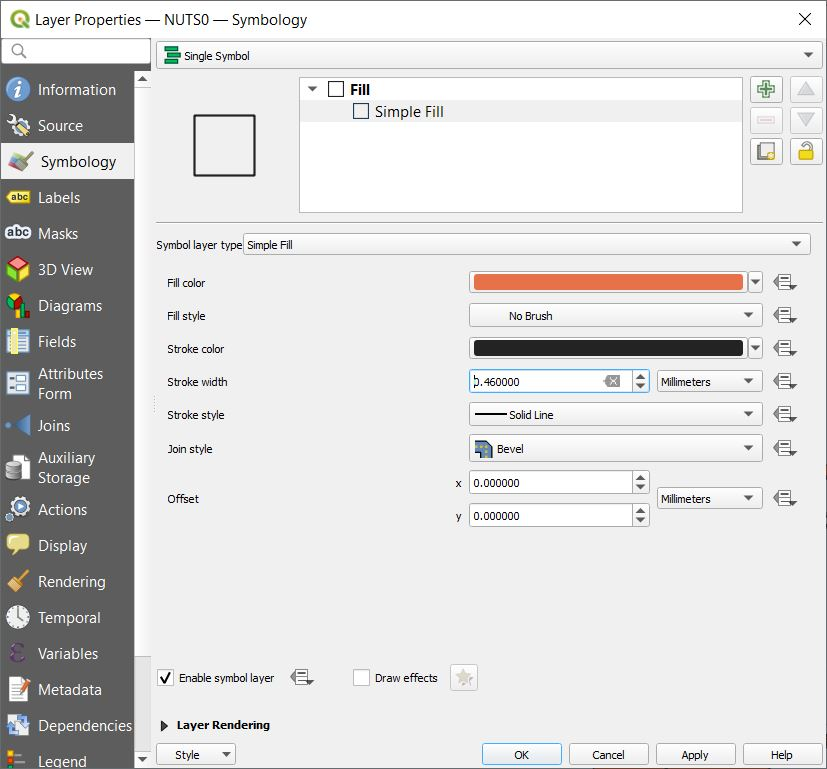 Layer Properties — NUTS0 — Symbology
Single Symbol
Information
Source
Symbology
abc Labels
abc Masks
3D View
Diagrams
Fields
Attributes
Form
Joins
Auxiliary
Storage
Actions
Display
Rendering
Temporal
Variables
Metadata
Dependencies
Legend
Fill
Simple Fill
Symbol layer type Simple Fill
Fill color
Fill style No Brush
Stroke color
Stroke width 0.460000 Millimeters
Stroke style Solid Line
Join style Bevel
x 0.000000
Offset Millimeters
y 0.000000
Enable symbol layer Draw effects
Layer Rendering
Style OK Cancel Apply Help